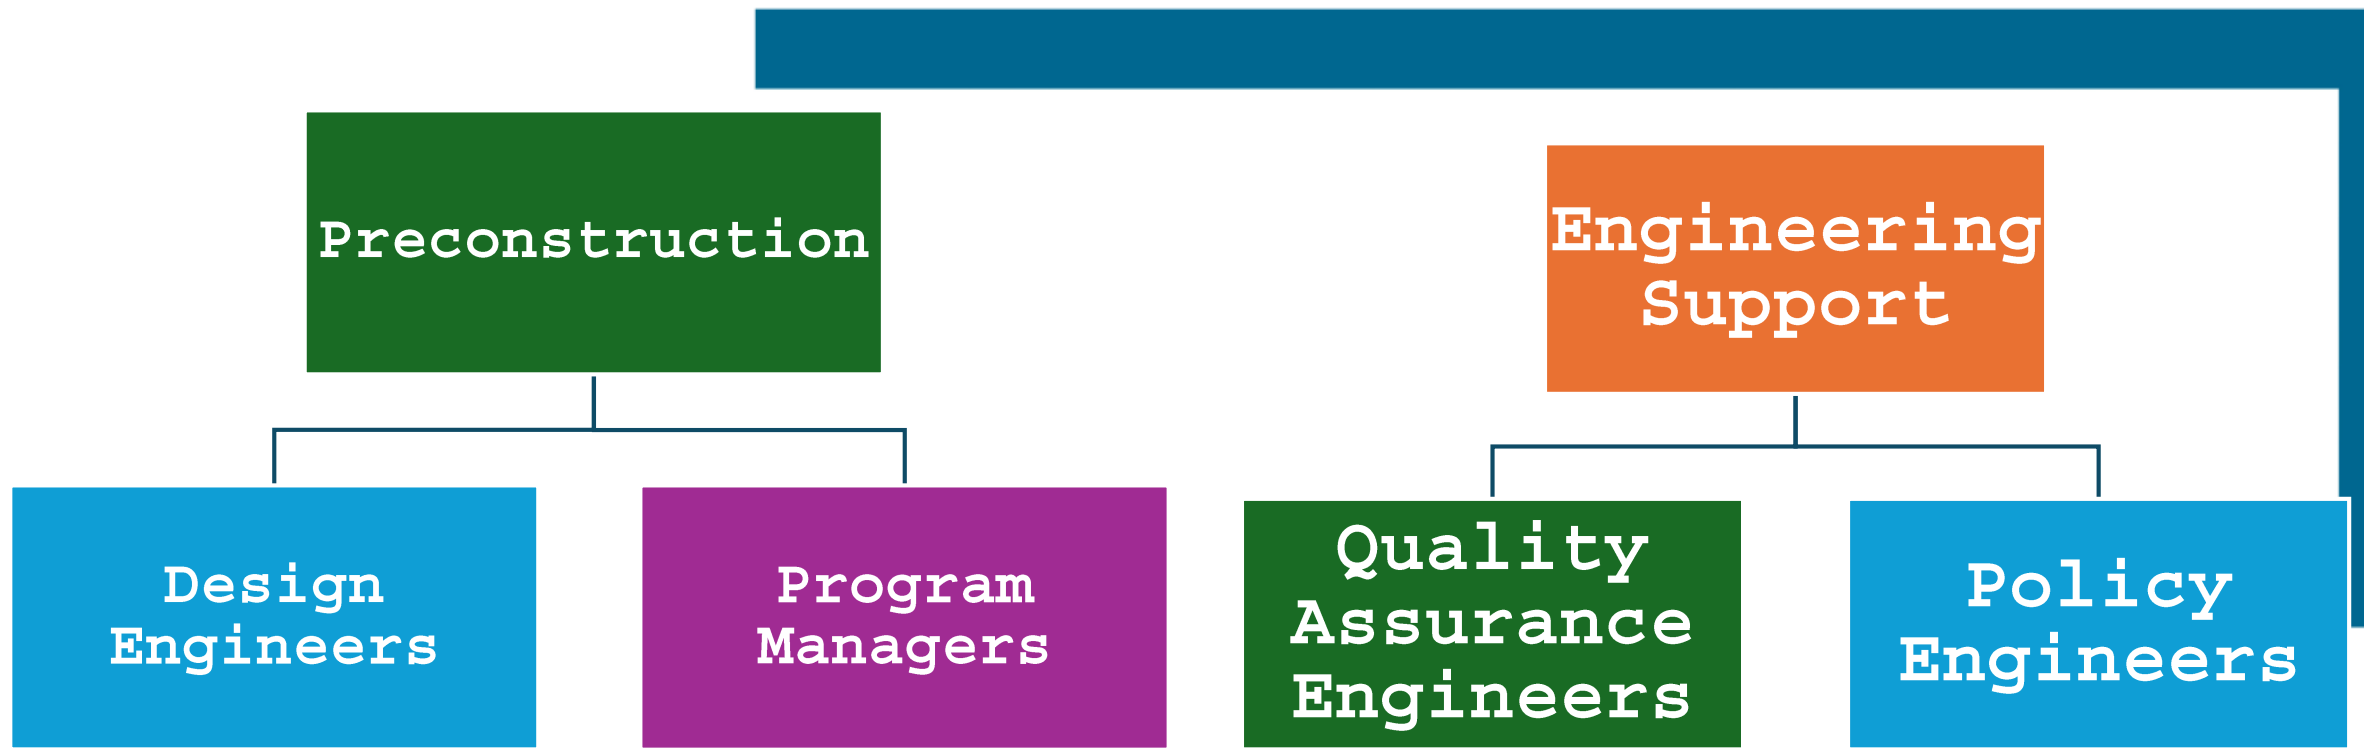 Preconstruction
Engineering
Support
Design
Engineers
Program
Managers
Quality
Assurance
Engineers
Policy
Engineers